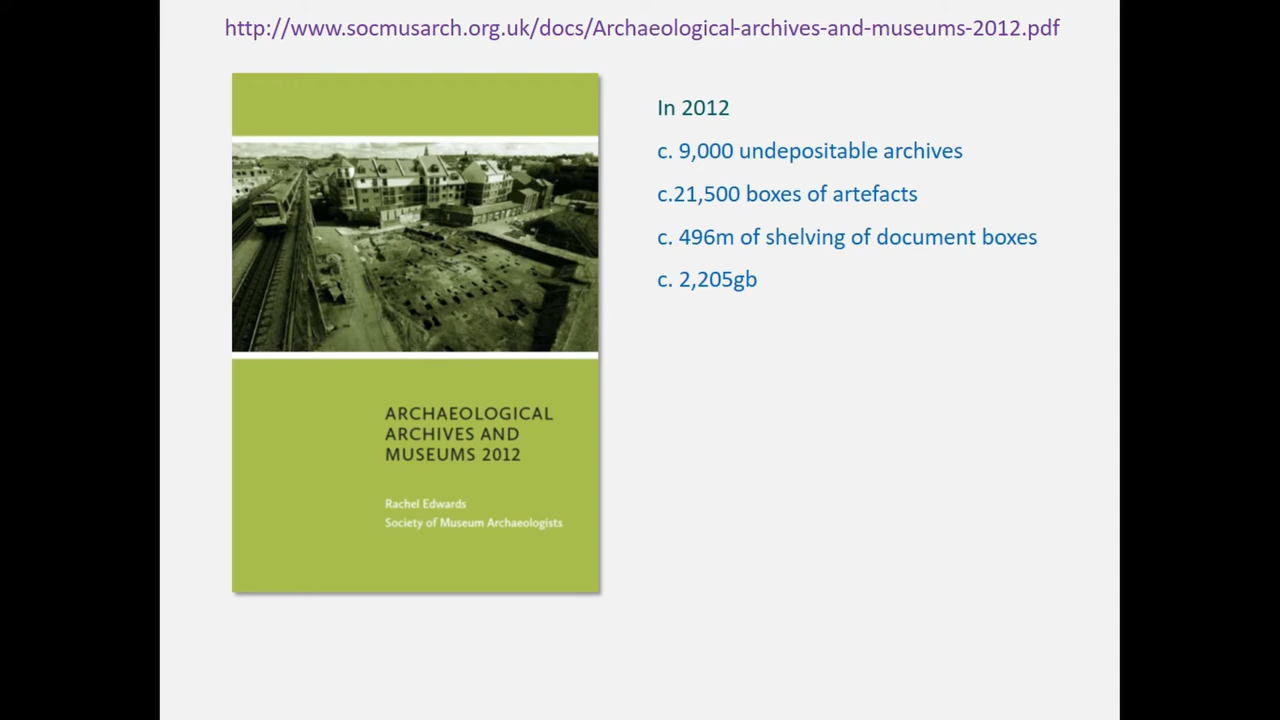 http://www.socmusarch.org.uk/docs/Archaeological-archives-and-museums-2012.pdf
In 2012
c. 9,000 undepositable archives
c.21,500 boxes of artefacts
c. 496m of shelving of document boxes
c. 2,205gb
ARCHAEOLOGICAL
ARCHIVES AND
MUSEUMS 2012
Rachel Edwards
Society of Museum Archaeologists